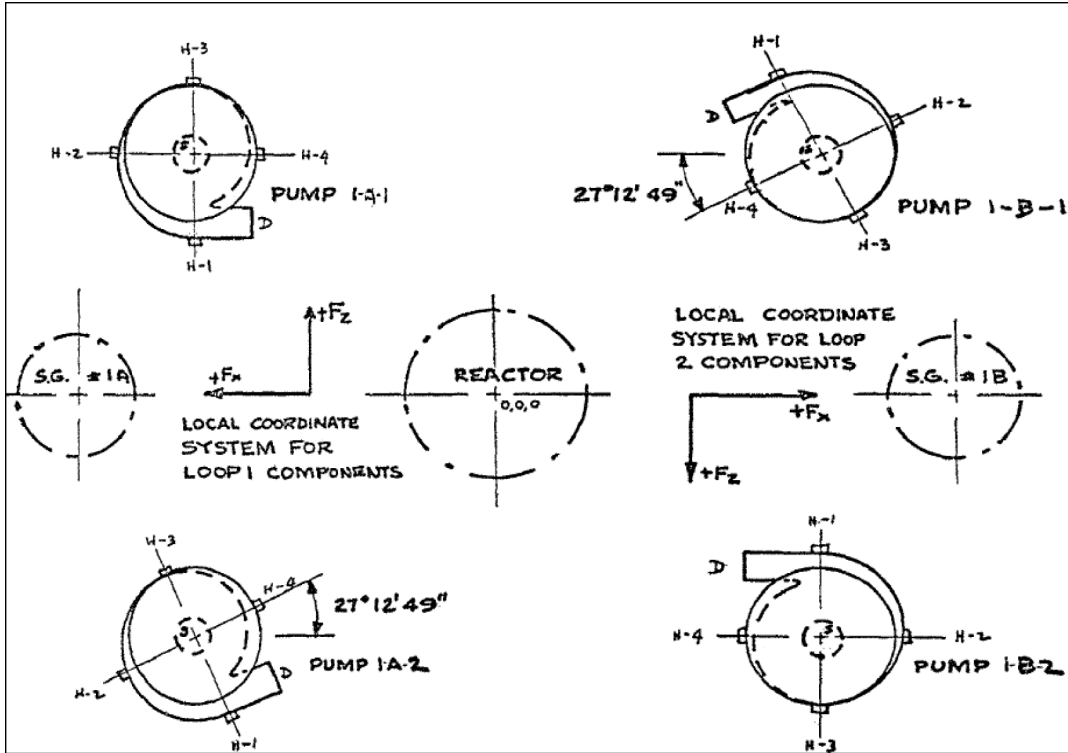 H-3
H-2
S
H-4
PUMP 1-A-1
D
H-1
H-1
D
H-2
S
27°12'49"
H-4
PUMP 1-B-1
H-3
+Fz
S.G. #1A
+Fx
LOCAL COORDINATE
SYSTEM FOR
LOOP 1 COMPONENTS
REACTOR
0,0,0
LOCAL COORDINATE
SYSTEM FOR LOOP
2 COMPONENTS
+Fx
+Fz
S.G. #1B
H-3
H-4
27°12'49"
S
H-2
D
PUMP 1-A-2
H-1
H-1
D
H-4
S
H-2
PUMP 1-B-2
H-3